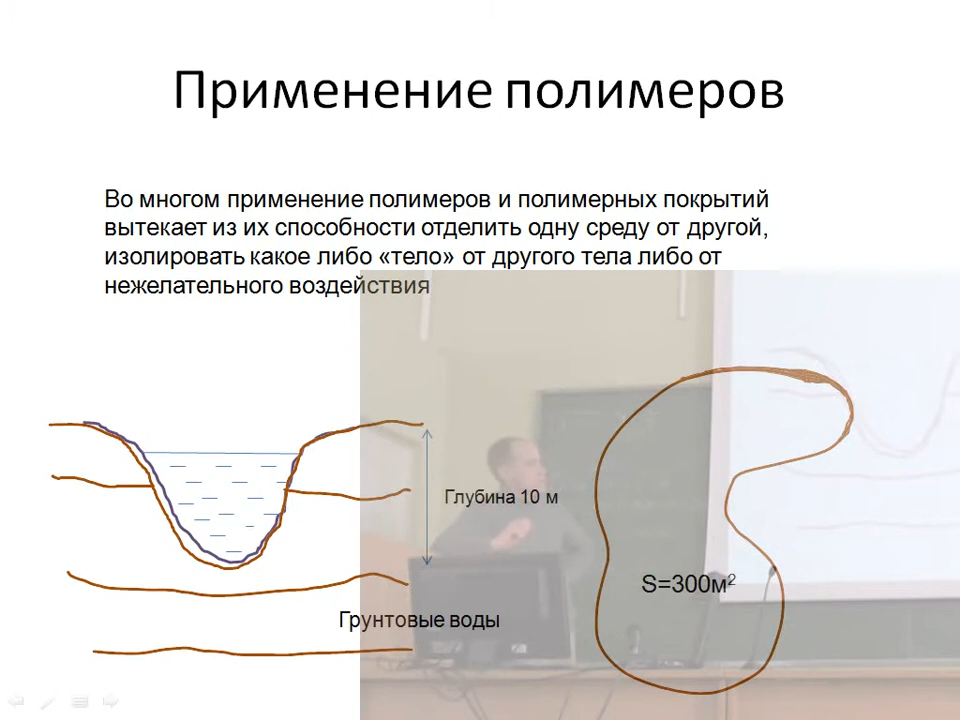 Применение полимеров
Во многом применение полимеров и полимерных покрытий
вытекает из их способности отделить одну среду от другой,
изолировать какое либо «тело» от другого тела либо от
нежелательного воздействия
Глубина 10 м
S=300м²
Грунтовые воды